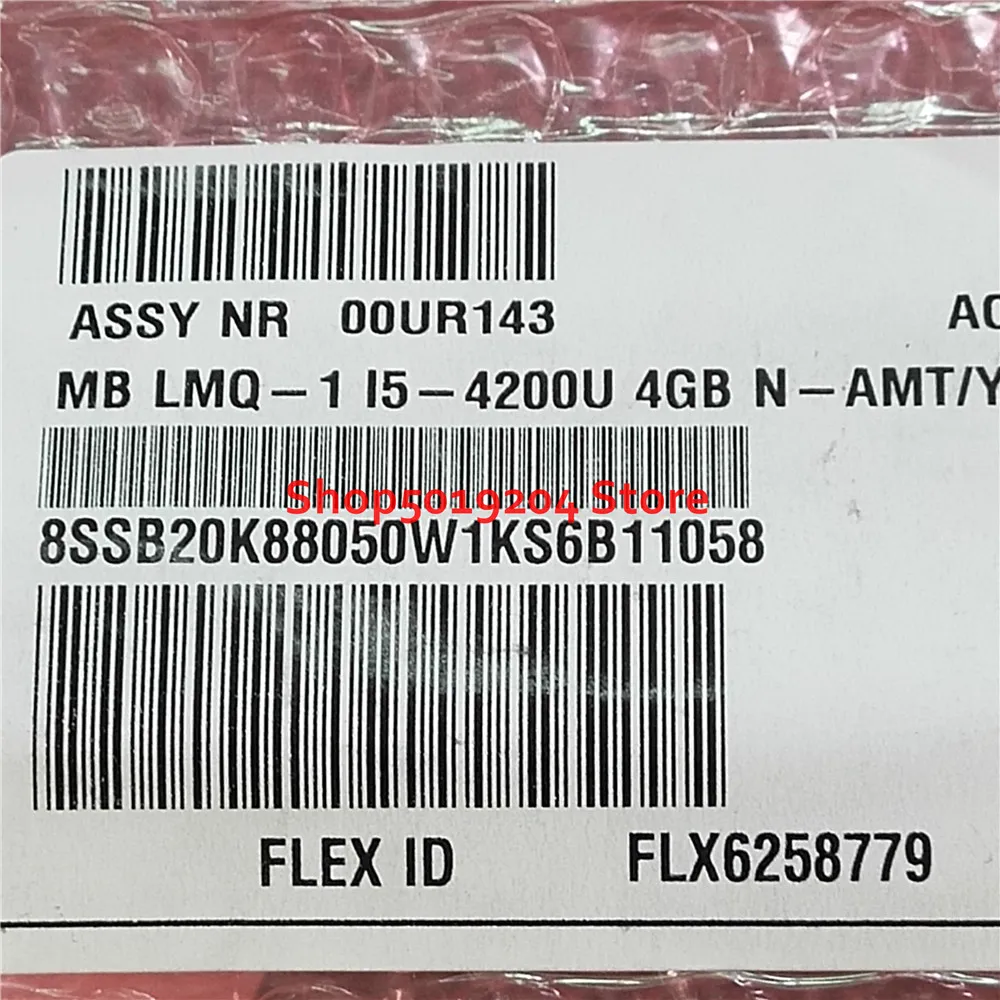 ASSY NR 00UR143
AC
MB LMQ-1 I5-4200U 4GB N-AMT/Y
Shop5019204 Store
8SSB20K88050W1KS6B11058
FLEX ID FLX6258779